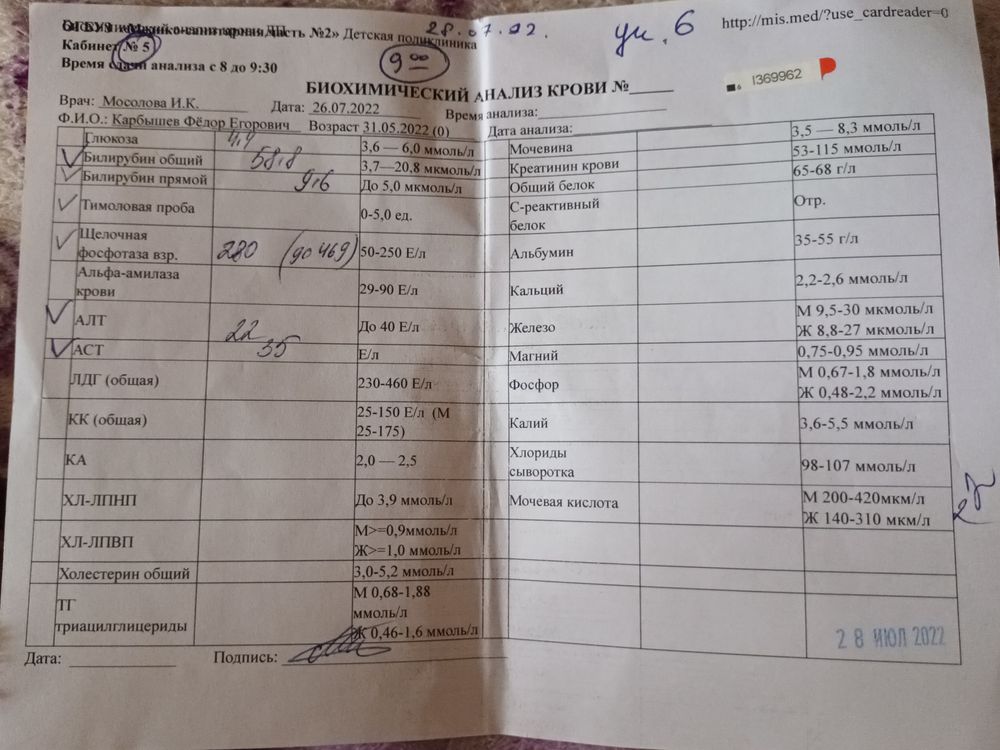 28.07.92. уч. 6 http://mis.med/?use_cardreader=0
№2» Детская поликлиника
Кабинет № 5 9 00
Время сдачи анализа с 8 до 9:30
БИОХИМИЧЕСКИЙ АНАЛИЗ КРОВИ №_____ 1369962
Врач: Мосолова И.К. Дата: 26.07.2022 Время анализа:
Ф.И.О.: Карбышев Фёдор Егорович Возраст 31.05.2022 (0) Дата анализа:
Глюкоза 4,4 3,6 — 6,0 ммоль/л Мочевина 3,5 — 8,3 ммоль/л
Билирубин общий 58.8 3,7—20,8 мкмоль/л Креатинин крови 53-115 ммоль/л
Билирубин прямой 9.6 До 5,0 мкмоль/л Общий белок 65-68 г/л
Тимоловая проба 0-5,0 ед. С-реактивный белок Отр.
Щелочная фосфотаза взр. 280 (до 469) 50-250 Е/л Альбумин 35-55 г/л
Альфа-амилаза крови 29-90 Е/л Кальций 2,2-2,6 ммоль/л
АЛТ 22 До 40 Е/л Железо М 9,5-30 мкмоль/л Ж 8,8-27 мкмоль/л
АСТ 35 Е/л Магний 0,75-0,95 ммоль/л
ЛДГ (общая) 230-460 Е/л Фосфор М 0,67-1,8 ммоль/л Ж 0,48-2,2 ммоль/л
КК (общая) 25-150 Е/л (М 25-175) Калий 3,6-5,5 ммоль/л
КА 2,0 — 2,5 Хлориды сыворотка 98-107 ммоль/л
ХЛ-ЛПНП До 3,9 ммоль/л Мочевая кислота М 200-420мкм/л Ж 140-310 мкм/л
ХЛ-ЛПВП М>=0,9ммоль/л Ж>=1,0 ммоль/л
Холестерин общий 3,0-5,2 ммоль/л
ТГ триацилглицериды М 0,68-1,88 ммоль/л Ж 0,46-1,6 ммоль/л
28 ИЮЛ 2022
Дата: Подпись: